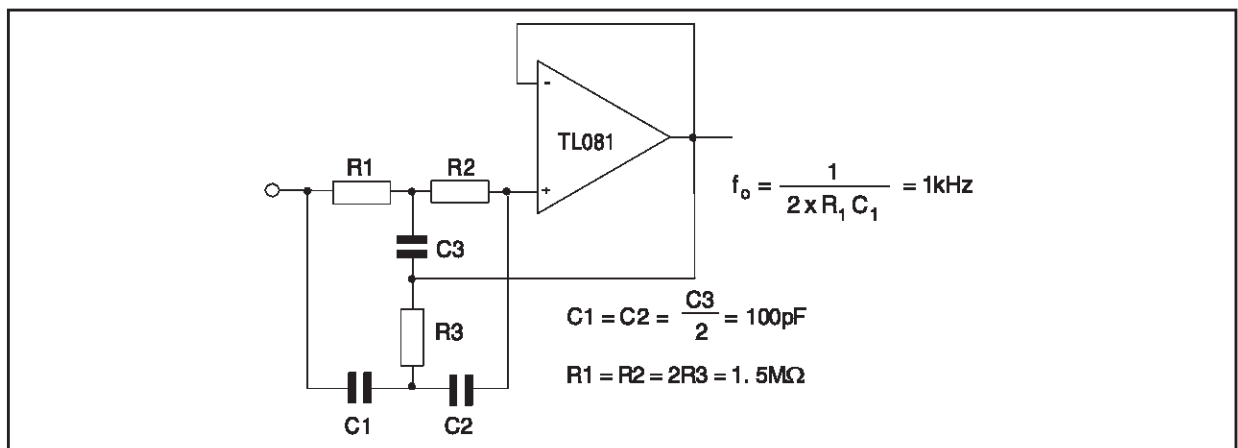 -
TL081
+
R1
R2
C3
R3
C1
C2
f₀ = 1 / 2 x R₁ C₁ = 1kHz
C1 = C2 = C3 / 2 = 100pF
R1 = R2 = 2R3 = 1. 5MΩ